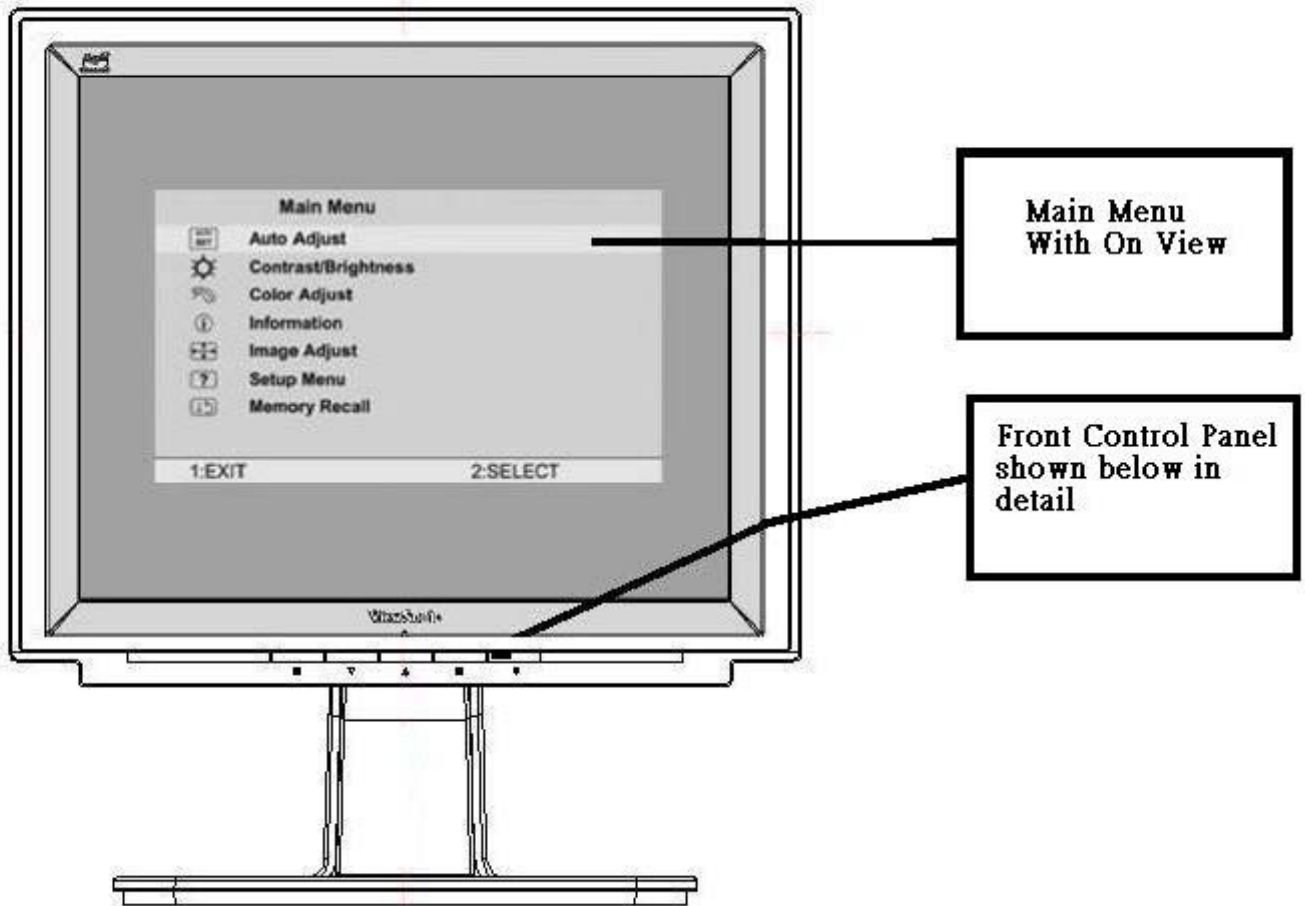 Main Menu
Auto Adjust
Contrast/Brightness
Color Adjust
Information
Image Adjust
Setup Menu
Memory Recall
1:EXIT 2:SELECT
Main Menu
With On View
Front Control Panel
shown below in
detail